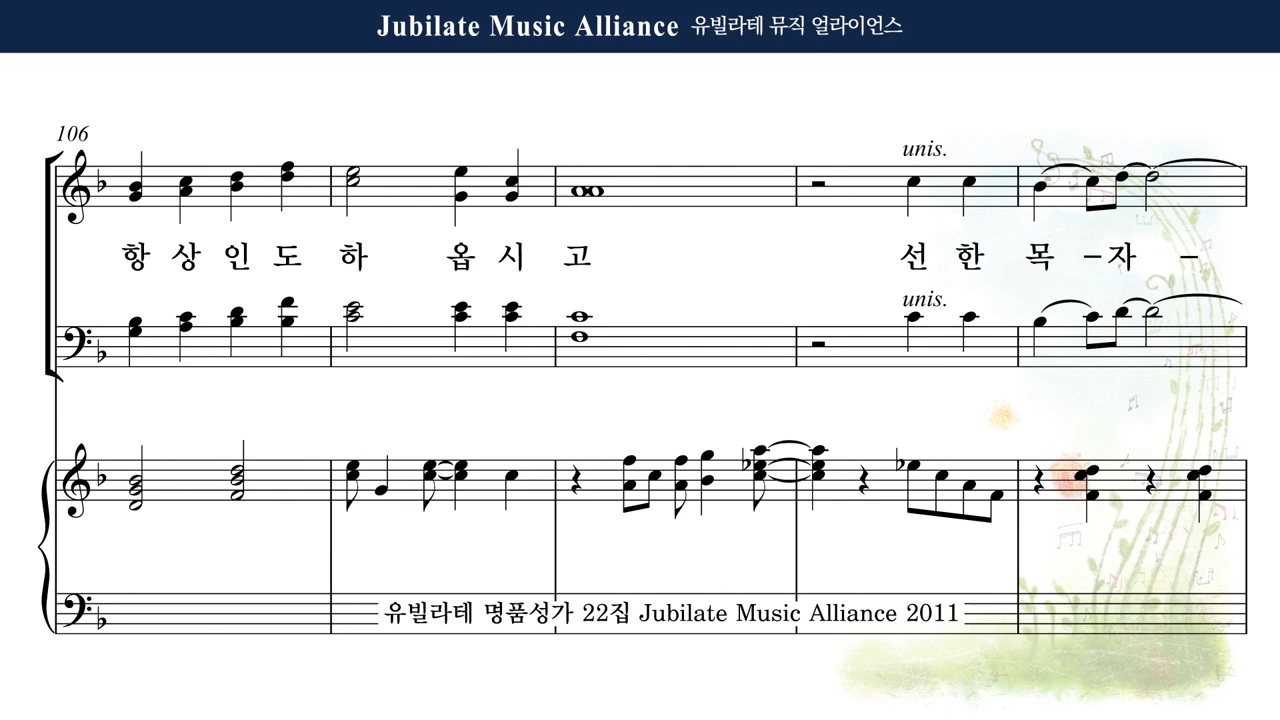 Jubilate Music Alliance 유빌라테 뮤직 얼라이언스
106
unis.
항 상 인 도 하 옵 시 고 선 한 목 - 자 -
unis.
유빌라테 명품성가 22집 Jubilate Music Alliance 2011